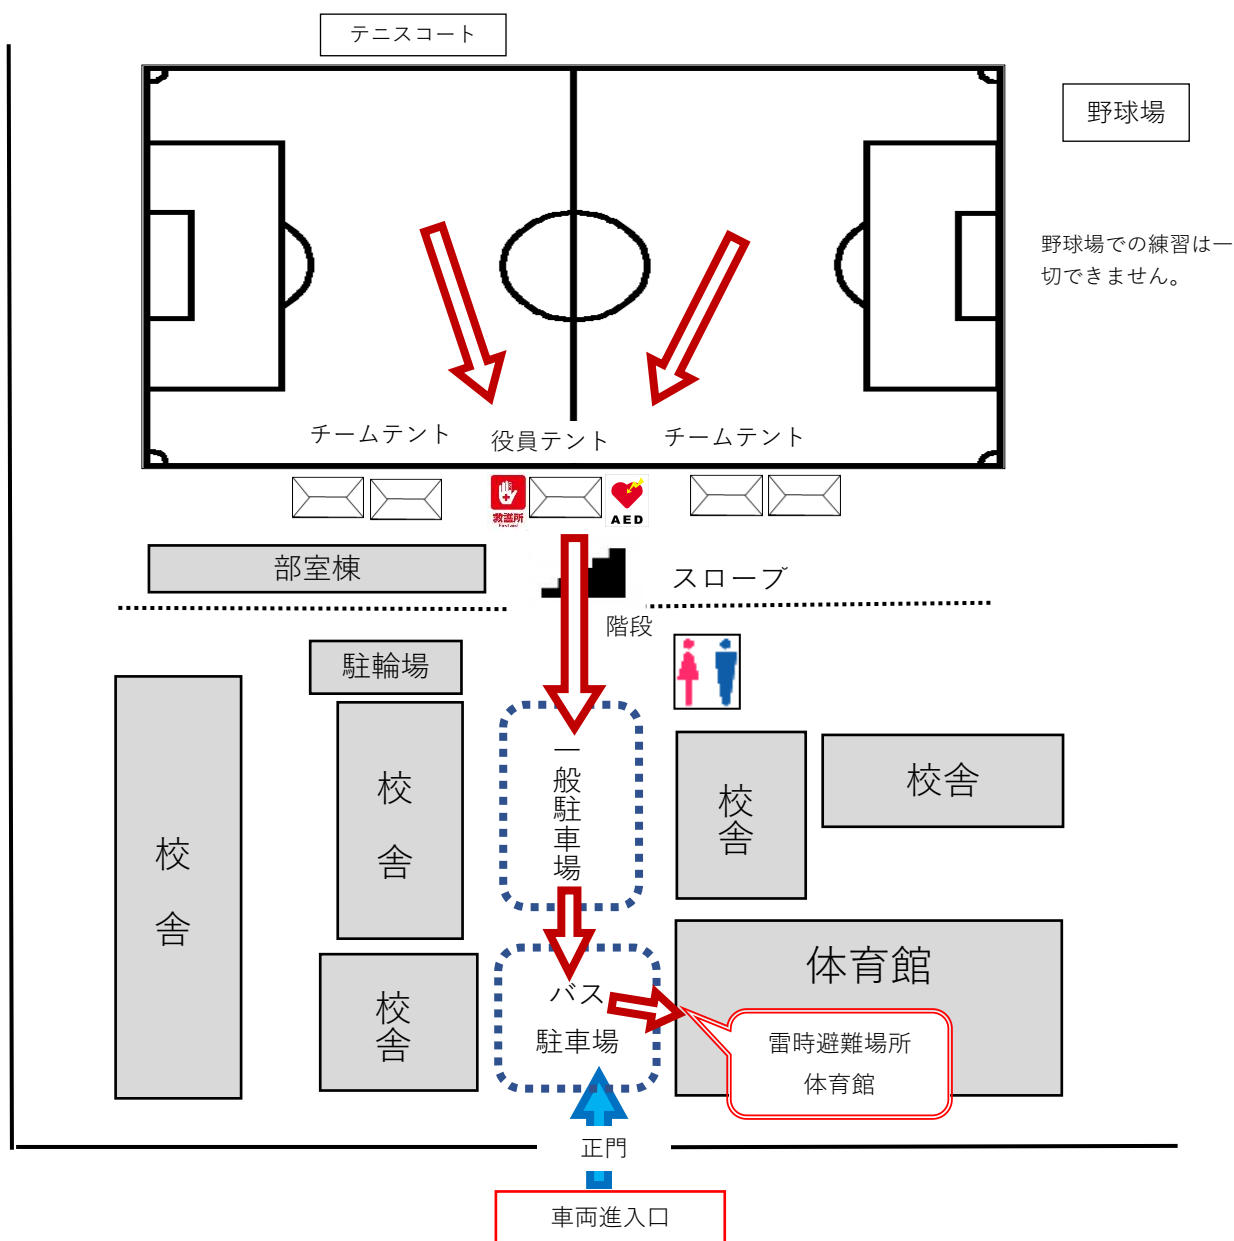 テニスコート
野球場
野球場での練習は一
切できません。
チームテント
役員テント
チームテント
救護所
AED
部室棟
スロープ
階段
駐輪場
校舎
校舎
一般駐車場
校舎
校舎
校舎
体育館
バス
駐車場
雷時避難場所
体育館
正門
車両進入口